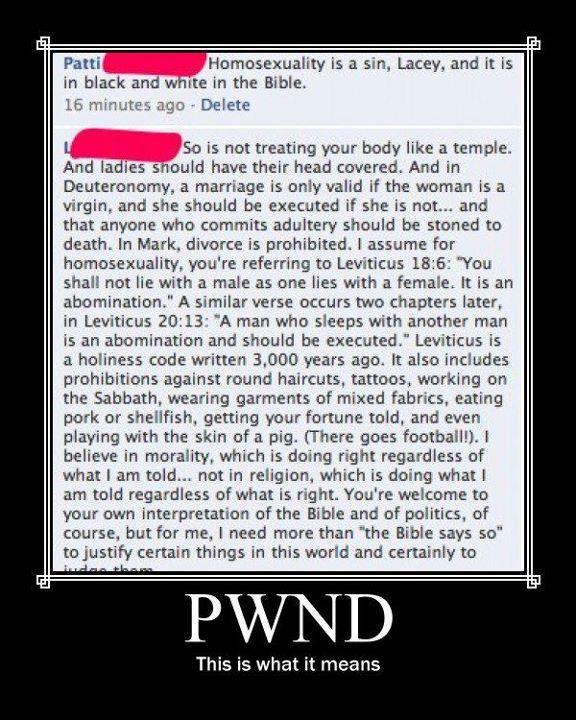 Patti Homosexuality is a sin, Lacey, and it is
in black and white in the Bible.
16 minutes ago · Delete
L So is not treating your body like a temple.
And ladies should have their head covered. And in
Deuteronomy, a marriage is only valid if the woman is a
virgin, and she should be executed if she is not... and
that anyone who commits adultery should be stoned to
death. In Mark, divorce is prohibited. I assume for
homosexuality, you're referring to Leviticus 18:6: "You
shall not lie with a male as one lies with a female. It is an
abomination." A similar verse occurs two chapters later,
in Leviticus 20:13: "A man who sleeps with another man
is an abomination and should be executed." Leviticus is
a holiness code written 3,000 years ago. It also includes
prohibitions against round haircuts, tattoos, working on
the Sabbath, wearing garments of mixed fabrics, eating
pork or shellfish, getting your fortune told, and even
playing with the skin of a pig. (There goes football!). I
believe in morality, which is doing right regardless of
what I am told... not in religion, which is doing what I
am told regardless of what is right. You're welcome to
your own interpretation of the Bible and of politics, of
course, but for me, I need more than "the Bible says so"
to justify certain things in this world and certainly to
judge them
PWND
This is what it means